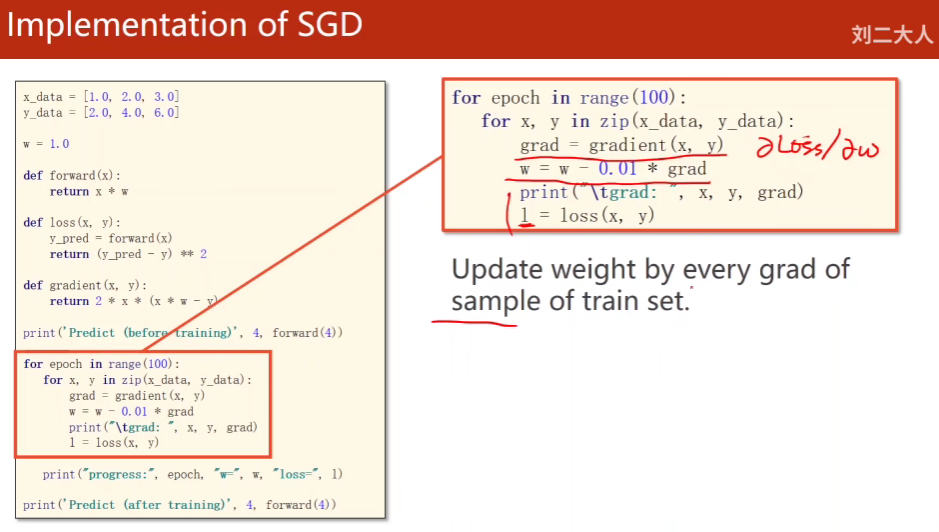 Implementation of SGD
刘二大人
x_data = [1.0, 2.0, 3.0]
y_data = [2.0, 4.0, 6.0]
w = 1.0
def forward(x):
return x * w
def loss(x, y):
y_pred = forward(x)
return (y_pred - y) ** 2
def gradient(x, y):
return 2 * x * (x * w - y)
print('Predict (before training)', 4, forward(4))
for epoch in range(100):
for x, y in zip(x_data, y_data):
grad = gradient(x, y)
w = w - 0.01 * grad
print("\tgrad: ", x, y, grad)
l = loss(x, y)
print("progress:", epoch, "w=", w, "loss=", l)
print('Predict (after training)', 4, forward(4))
for epoch in range(100):
for x, y in zip(x_data, y_data):
grad = gradient(x, y) ∂Loss/∂w
w = w - 0.01 * grad
print("\tgrad: ", x, y, grad)
l = loss(x, y)
Update weight by every grad of
sample of train set.